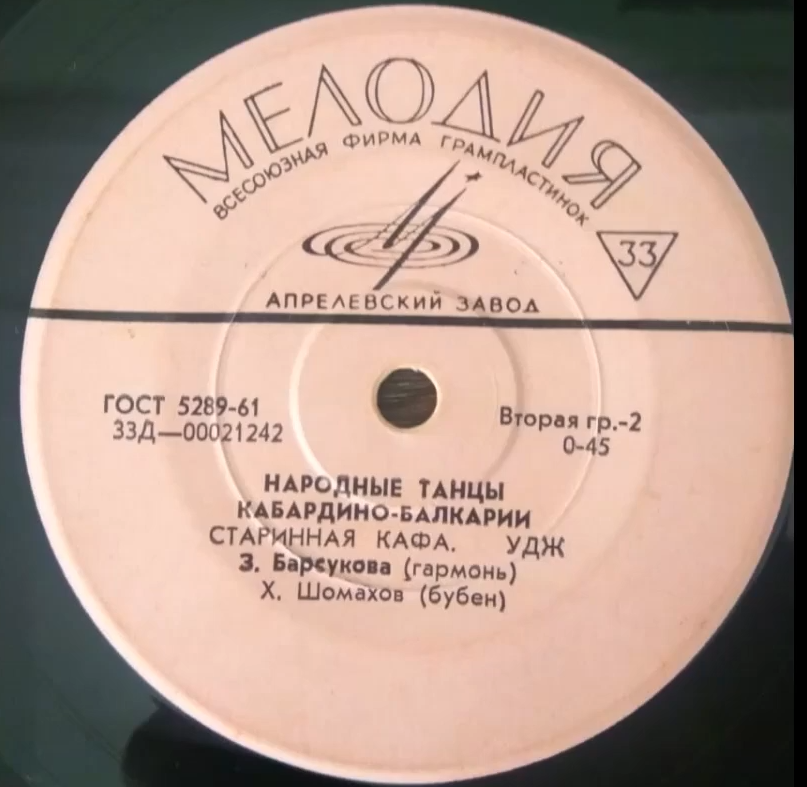 МЕЛОДИЯ
ВСЕСОЮЗНАЯ ФИРМА ГРАМПЛАСТИНОК
33
АПРЕЛЕВСКИЙ ЗАВОД
ГОСТ 5289-61
33Д—00021242
Вторая гр.-2
0-45
НАРОДНЫЕ ТАНЦЫ
КАБАРДИНО-БАЛКАРИИ
СТАРИННАЯ КАФА. УДЖ
З. Барсукова (гармонь)
Х. Шомахов (бубен)